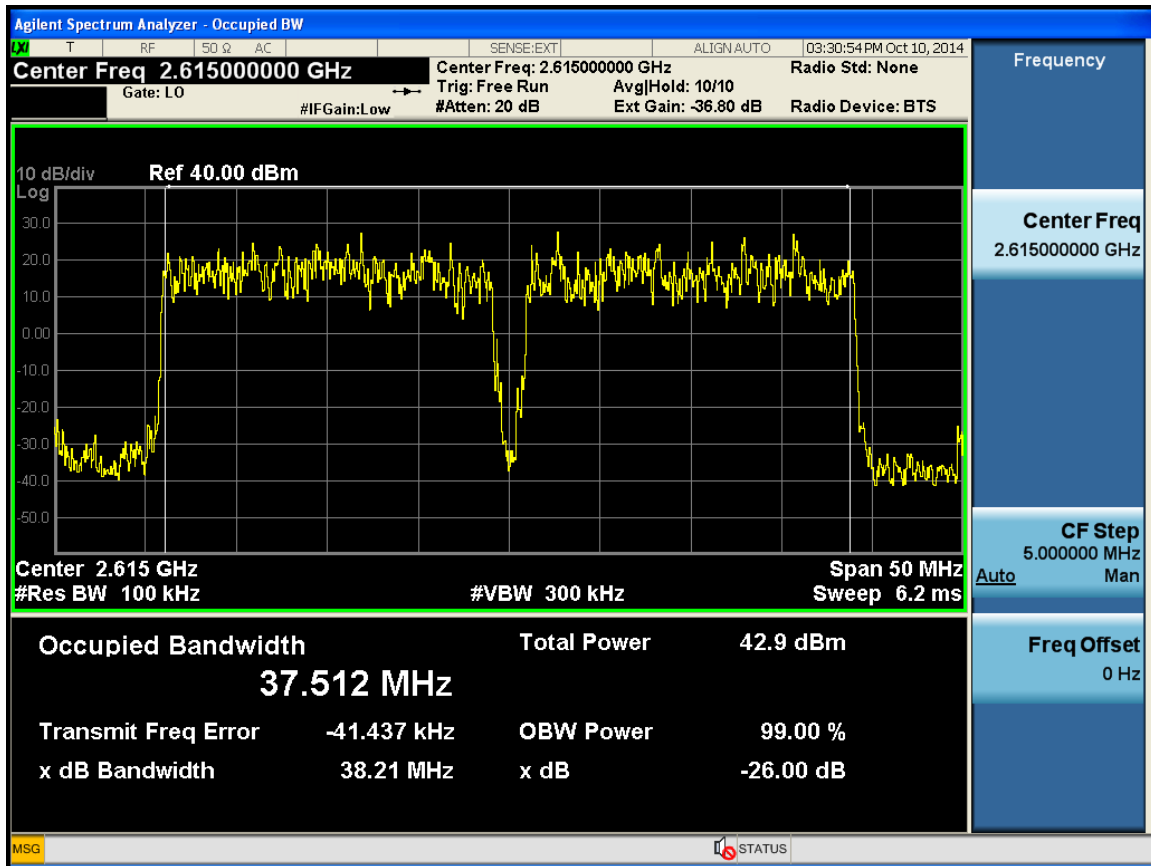 Agilent Spectrum Analyzer - Occupied BW
LXI T RF 50 Ω AC SENSE:EXT ALIGN AUTO 03:30:54 PM Oct 10, 2014
Center Freq 2.615000000 GHz
Gate: LO
#IFGain:Low
Center Freq: 2.615000000 GHz
Trig: Free Run Avg|Hold: 10/10
#Atten: 20 dB Ext Gain: -36.80 dB
Radio Std: None
Radio Device: BTS
10 dB/div Ref 40.00 dBm
Log
30.0
20.0
10.0
0.00
-10.0
-20.0
-30.0
-40.0
-50.0
Center 2.615 GHz Span 50 MHz
#Res BW 100 kHz #VBW 300 kHz Sweep 6.2 ms
Occupied Bandwidth
37.512 MHz
Total Power 42.9 dBm
Transmit Freq Error -41.437 kHz OBW Power 99.00 %
x dB Bandwidth 38.21 MHz x dB -26.00 dB
Frequency
Center Freq
2.615000000 GHz
CF Step
5.000000 MHz
Auto Man
Freq Offset
0 Hz
MSG STATUS